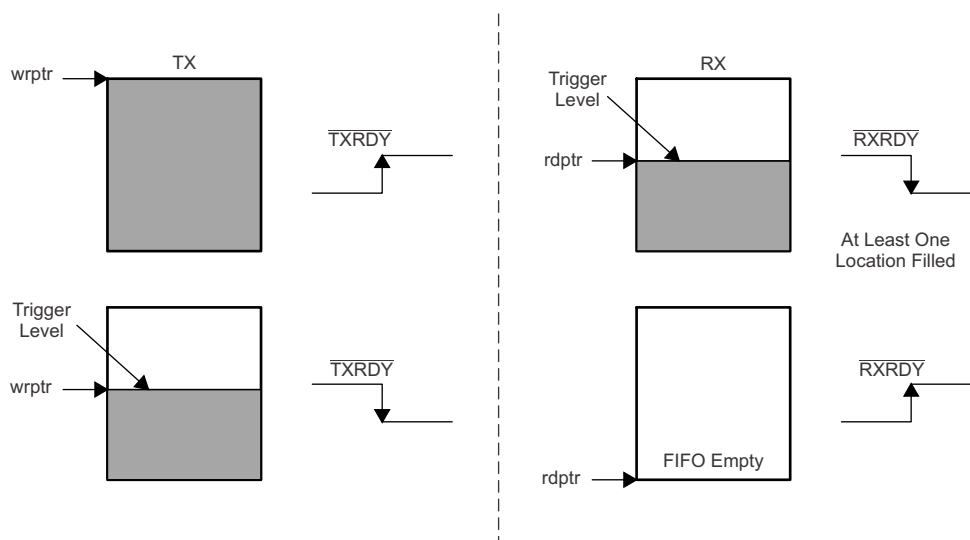 TX
wrptr
TXRDY
Trigger
Level
wrptr
TXRDY
RX
Trigger
Level
rdptr
RXRDY
At Least One
Location Filled
RXRDY
FIFO Empty
rdptr